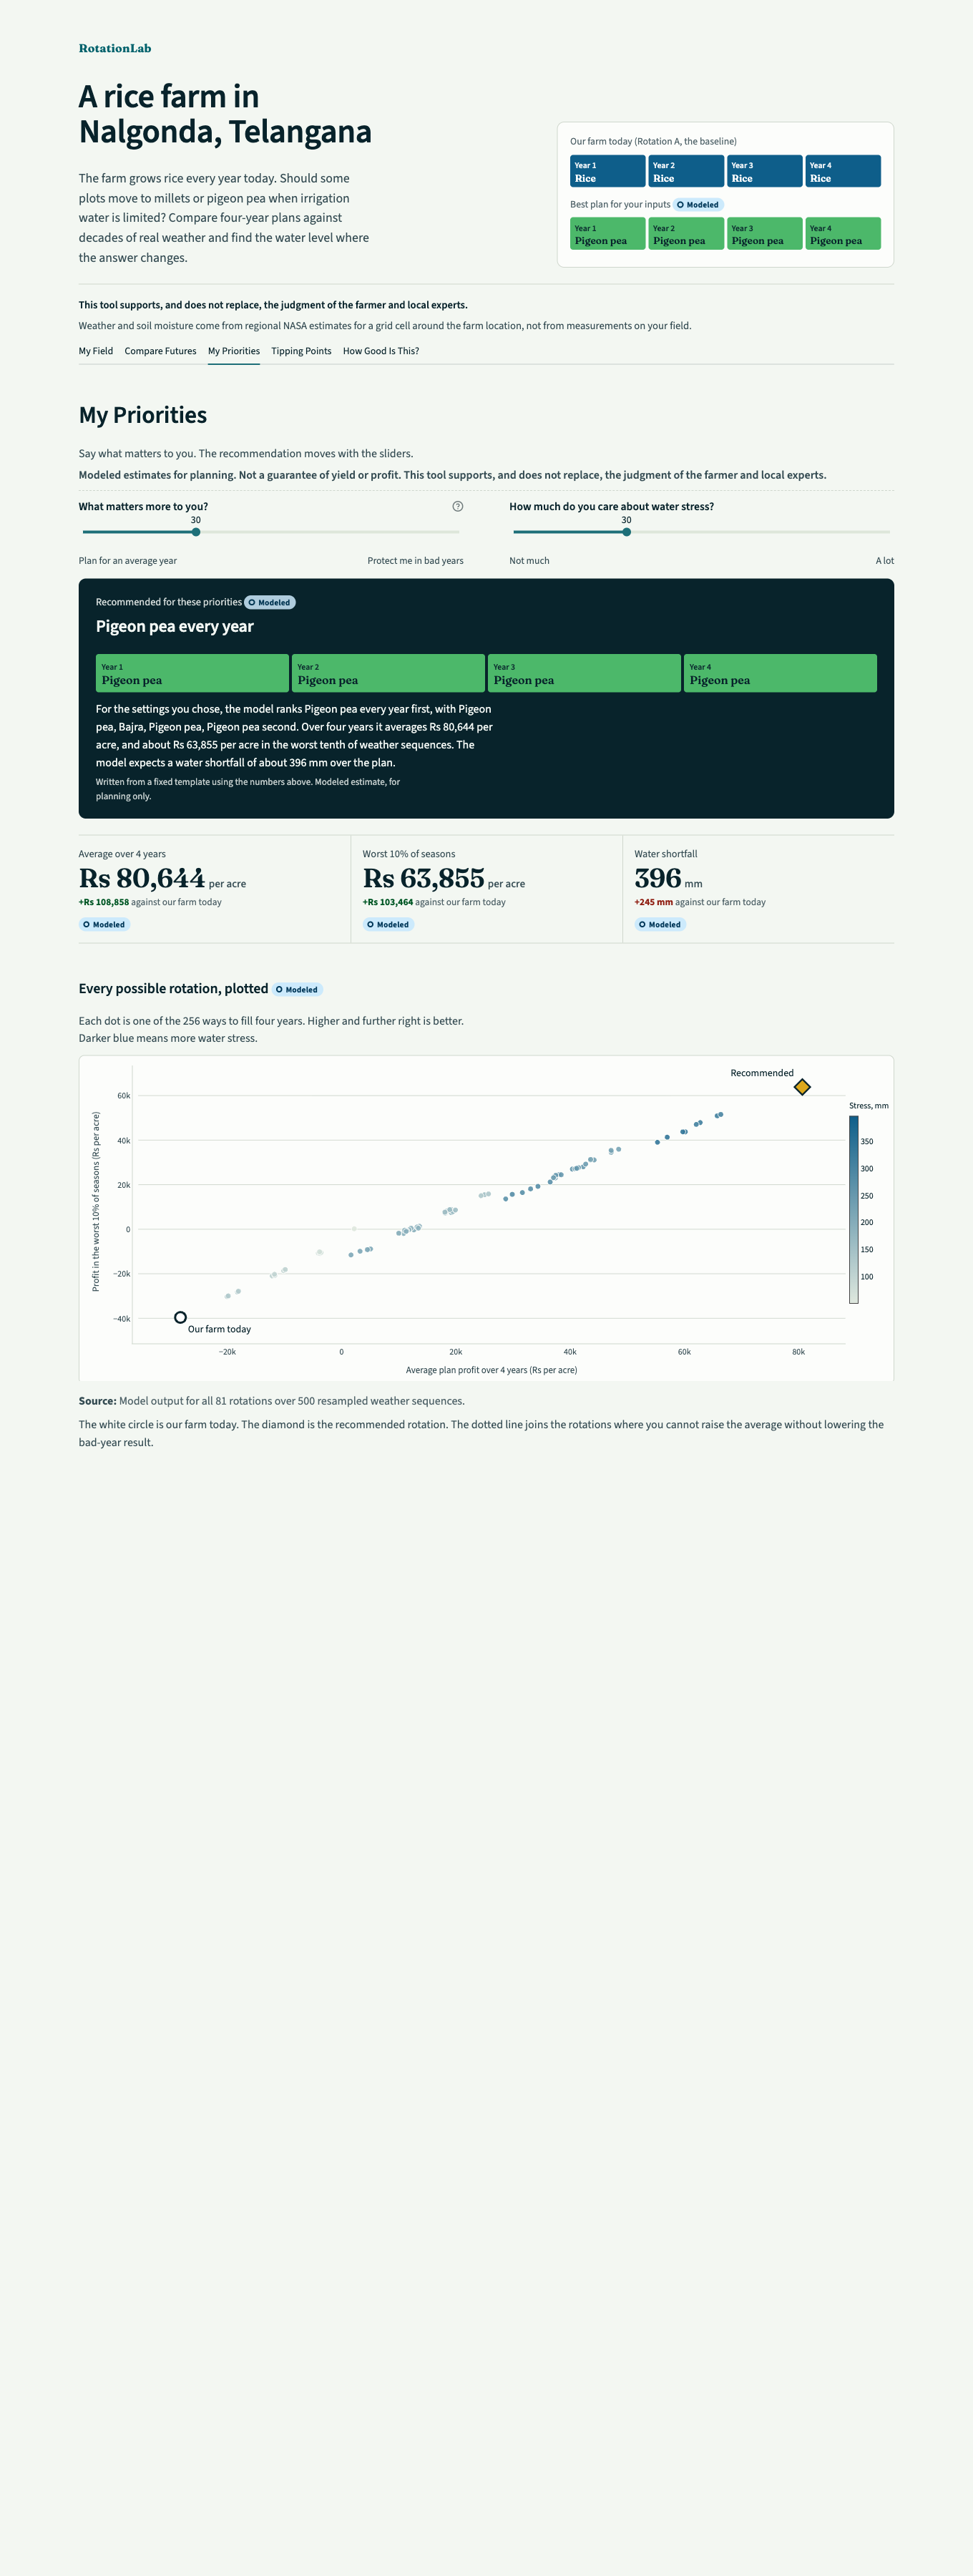 RotationLab
A rice farm in
Nalgonda, Telangana
The farm grows rice every year today. Should some
plots move to millets or pigeon pea when irrigation
water is limited? Compare four-year plans against
decades of real weather and find the water level where
the answer changes.
Our farm today (Rotation A, the baseline)
Year 1 Year 2 Year 3 Year 4
Rice Rice Rice Rice
Best plan for your inputs Modeled
Year 1 Year 2 Year 3 Year 4
Pigeon pea Pigeon pea Pigeon pea Pigeon pea
This tool supports, and does not replace, the judgment of the farmer and local experts.
Weather and soil moisture come from regional NASA estimates for a grid cell around the farm location, not from measurements on your field.
My Field Compare Futures My Priorities Tipping Points How Good Is This?
My Priorities
Say what matters to you. The recommendation moves with the sliders.
Modeled estimates for planning. Not a guarantee of yield or profit. This tool supports, and does not replace, the judgment of the farmer and local experts.
What matters more to you? ?
30
Plan for an average year Protect me in bad years
How much do you care about water stress?
30
Not much A lot
Recommended for these priorities Modeled
Pigeon pea every year
Year 1 Year 2 Year 3 Year 4
Pigeon pea Pigeon pea Pigeon pea Pigeon pea
For the settings you chose, the model ranks Pigeon pea every year first, with Pigeon
pea, Bajra, Pigeon pea, Pigeon pea second. Over four years it averages Rs 80,644 per
acre, and about Rs 63,855 per acre in the worst tenth of weather sequences. The
model expects a water shortfall of about 396 mm over the plan.
Written from a fixed template using the numbers above. Modeled estimate, for
planning only.
Average over 4 years
Rs 80,644 per acre
+Rs 108,858 against our farm today
Modeled
Worst 10% of seasons
Rs 63,855 per acre
+Rs 103,464 against our farm today
Modeled
Water shortfall
396 mm
+245 mm against our farm today
Modeled
Every possible rotation, plotted Modeled
Each dot is one of the 256 ways to fill four years. Higher and further right is better.
Darker blue means more water stress.
Profit in the worst 10% of seasons (Rs per acre)
60k
40k
20k
0
−20k
−40k
Recommended
Our farm today
Stress, mm
350
300
250
200
150
100
−20k 0 20k 40k 60k 80k
Average plan profit over 4 years (Rs per acre)
Source: Model output for all 81 rotations over 500 resampled weather sequences.
The white circle is our farm today. The diamond is the recommended rotation. The dotted line joins the rotations where you cannot raise the average without lowering the
bad-year result.